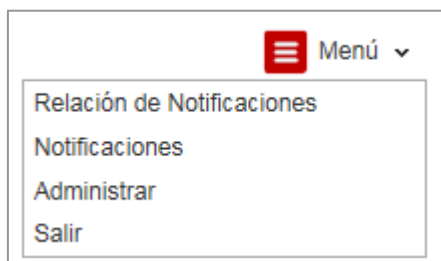 Menú
Relación de Notificaciones
Notificaciones
Administrar
Salir